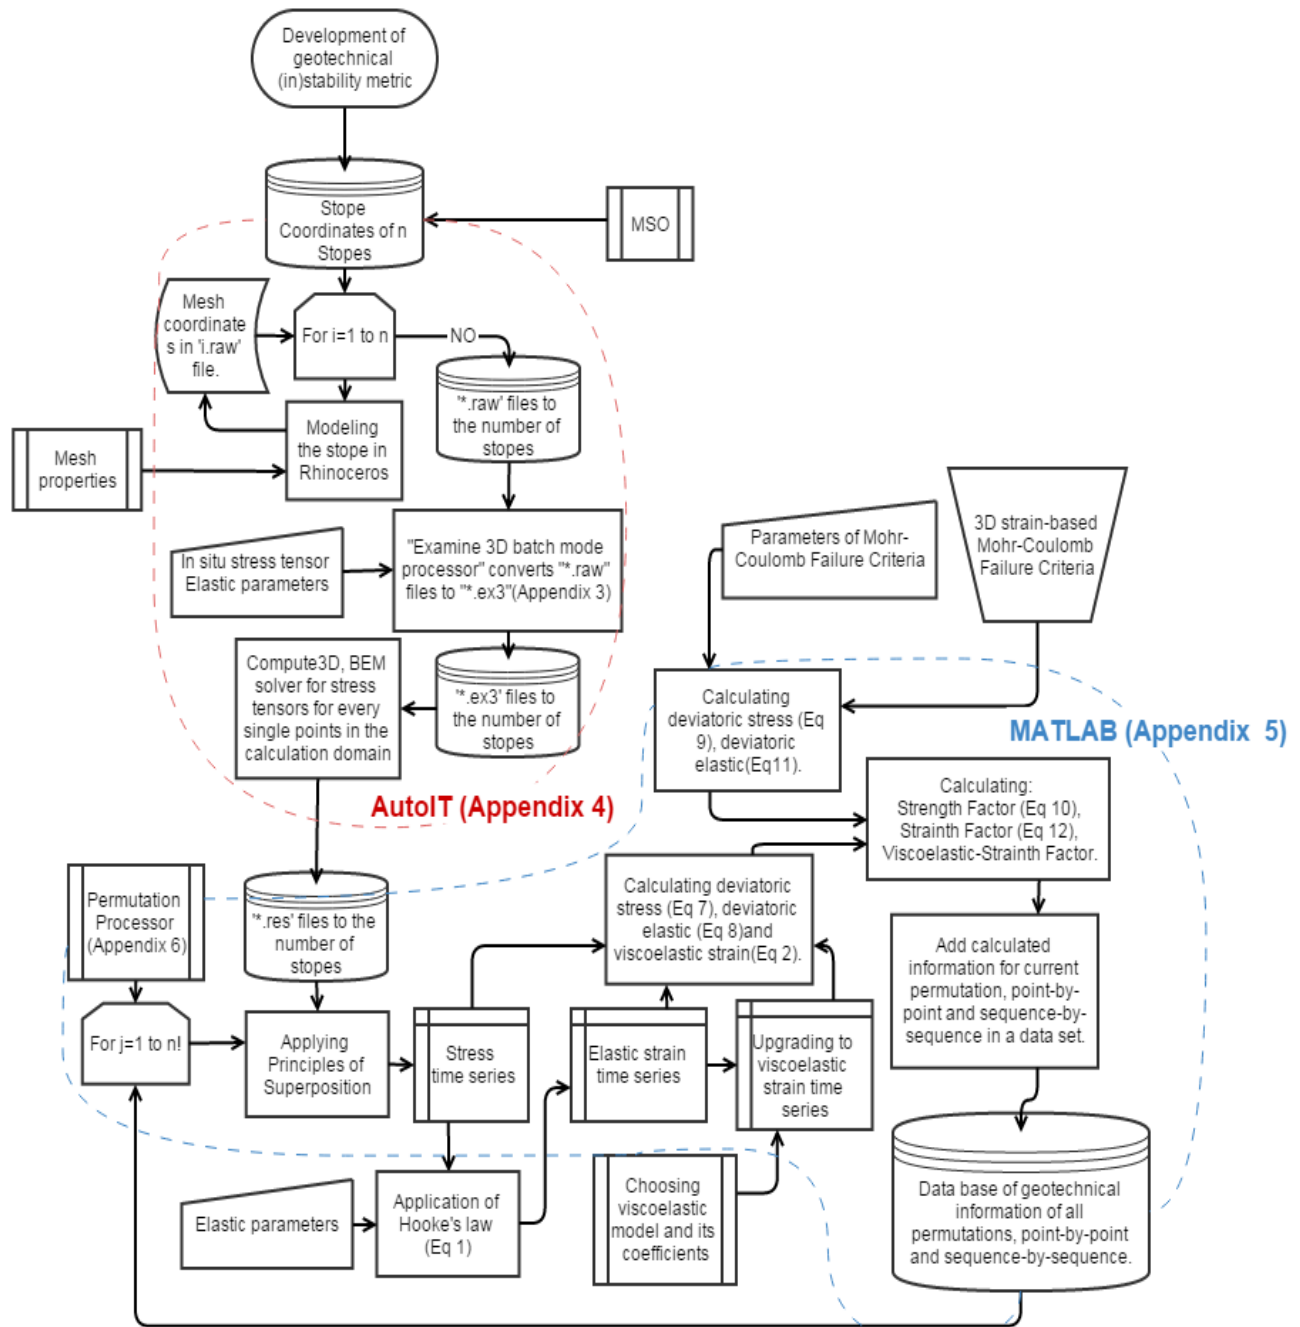 Development of
geotechnical
(in)stability metric
Stope
Coordinates of n
Stopes
MSO
Mesh
coordinate
s in 'i.raw'
file.
For i=1 to n
NO
'*.raw' files to
the number of
stopes
Modeling
the stope in
Rhinoceros
Mesh
properties
In situ stress tensor
Elastic parameters
"Examine 3D batch mode
processor" converts "*.raw"
files to "*.ex3"(Appendix 3)
Parameters of Mohr-
Coulomb Failure Criteria
3D strain-based
Mohr-Coulomb
Failure Criteria
Compute3D, BEM
solver for stress
tensors for every
single points in the
calculation domain
'*.ex3' files to
the number of
stopes
Calculating
deviatoric stress (Eq
9), deviatoric
elastic(Eq11).
MATLAB (Appendix 5)
AutoIT (Appendix 4)
Calculating:
Strength Factor (Eq 10),
Strainth Factor (Eq 12),
Viscoelastic-Strainth Factor.
Permutation
Processor
(Appendix 6)
'*.res' files to the
number of
stopes
Calculating deviatoric
stress (Eq 7), deviatoric
elastic (Eq 8)and
viscoelastic strain(Eq 2).
Add calculated
information for current
permutation, point-by-
point and sequence-by-
sequence in a data set.
For j=1 to n!
Applying
Principles of
Superposition
Stress
time series
Elastic strain
time series
Upgrading to
viscoelastic
strain time
series
Elastic parameters
Application of
Hooke's law
(Eq 1)
Choosing
viscoelastic
model and its
coefficients
Data base of geotechnical
information of all
permutations, point-by-point
and sequence-by-sequence.